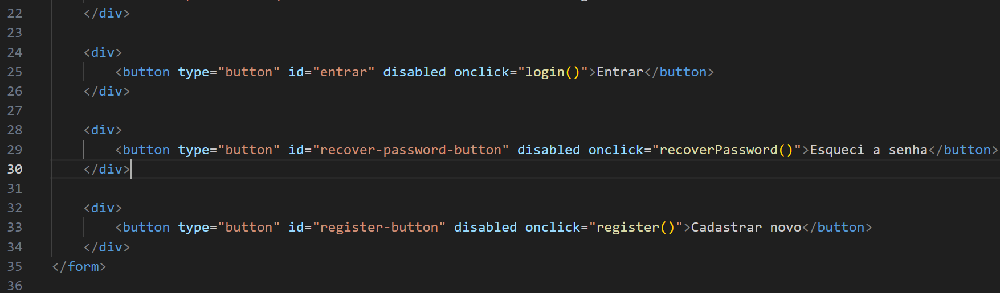 22 </div>
23
24 <div>
25 <button type="button" id="entrar" disabled onclick="login()">Entrar</button>
26 </div>
27
28 <div>
29 <button type="button" id="recover-password-button" disabled onclick="recoverPassword()">Esqueci a senha</button>
30 </div>
31
32 <div>
33 <button type="button" id="register-button" disabled onclick="register()">Cadastrar novo</button>
34 </div>
35 </form>
36